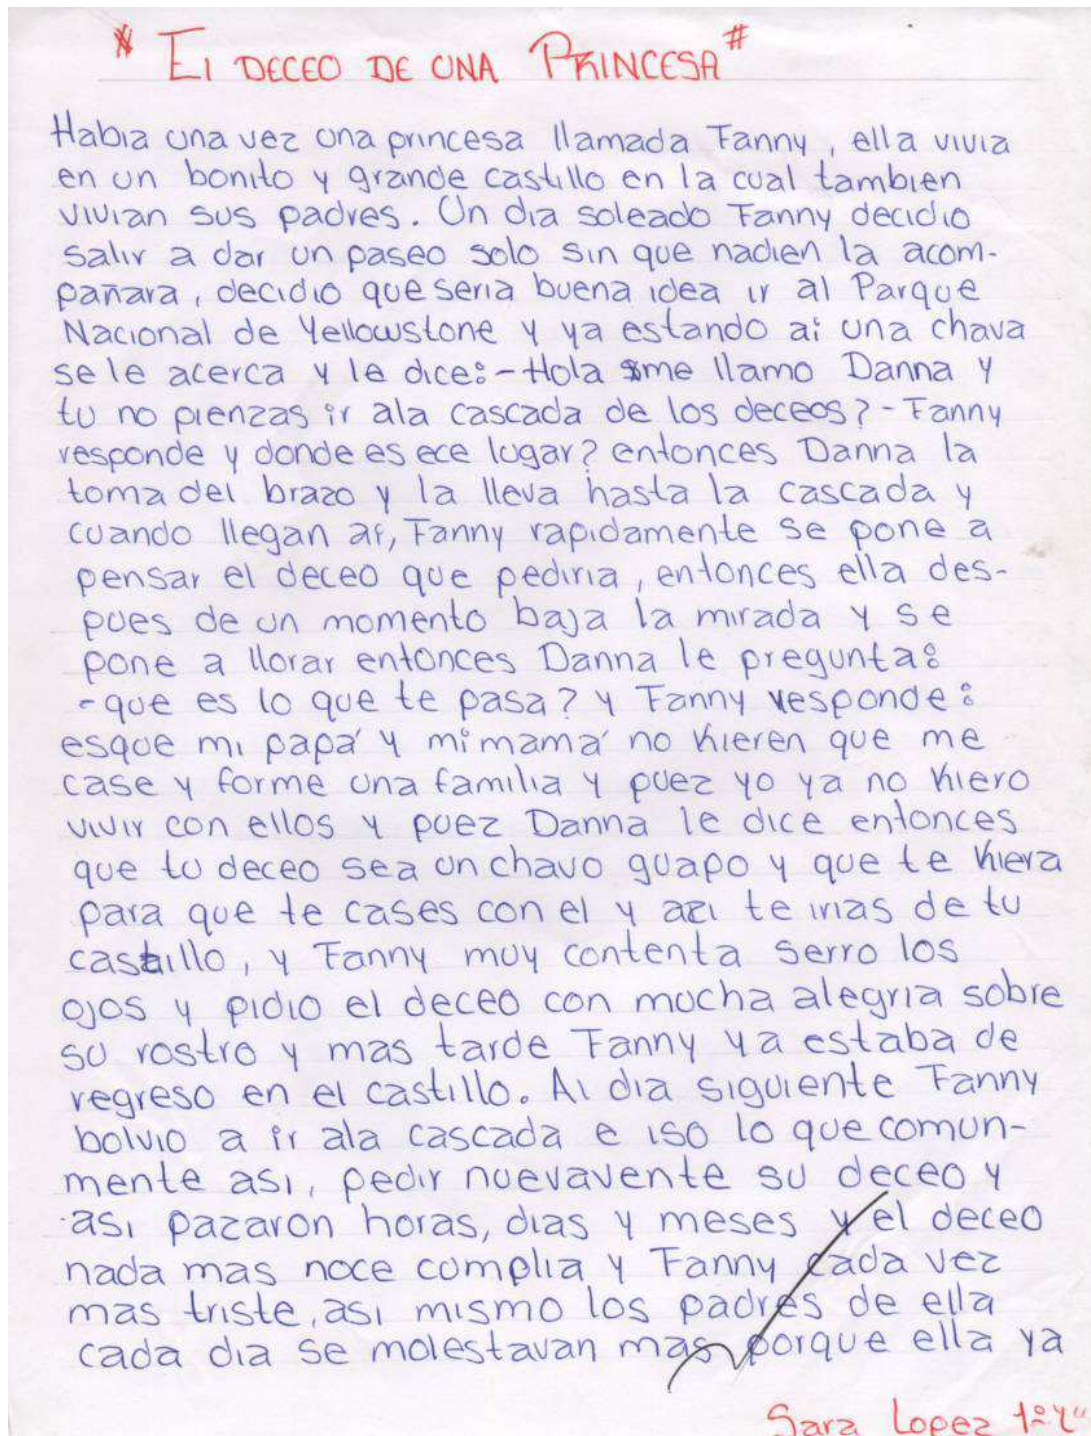 * El DECEO DE UNA PRINCESA #
Habia una vez una princesa llamada Fanny, ella vivia
en un bonito y grande castillo en la cual tambien
vivian sus padres. Un dia soleado Fanny decidio
salir a dar un paseo solo sin que nadien la acom-
pañara, decidio que seria buena idea ir al Parque
Nacional de Yellowstone y ya estando ai una chava
se le acerca y le dice: - Hola me llamo Danna y
tu no pienzas ir ala cascada de los deceos? - Fanny
responde y donde es ece lugar? entonces Danna la
toma del brazo y la lleva hasta la cascada y
cuando llegan ai, Fanny rapidamente se pone a
pensar el deceo que pediria, entonces ella des-
pues de un momento baja la mirada y se
pone a llorar entonces Danna le pregunta:
- que es lo que te pasa? y Fanny responde:
esque mi papá y mi mamá no kieren que me
case y forme una familia y puez yo ya no kiero
vivir con ellos y puez Danna le dice entonces
que tu deceo sea un chavo guapo y que te kiera
para que te cases con el y azi te irias de tu
castillo, y Fanny muy contenta serro los
ojos y pidio el deceo con mucha alegria sobre
su rostro y mas tarde Fanny ya estaba de
regreso en el castillo. Al dia siguiente Fanny
bolvio a ir ala cascada e iso lo que comun-
mente asi, pedir nuevavente su deceo y
asi pazaron horas, dias y meses y el deceo
nada mas noce complia y Fanny cada vez
mas triste, asi mismo los padres de ella
cada dia se molestavan mas porque ella ya
Sara Lopez 1º